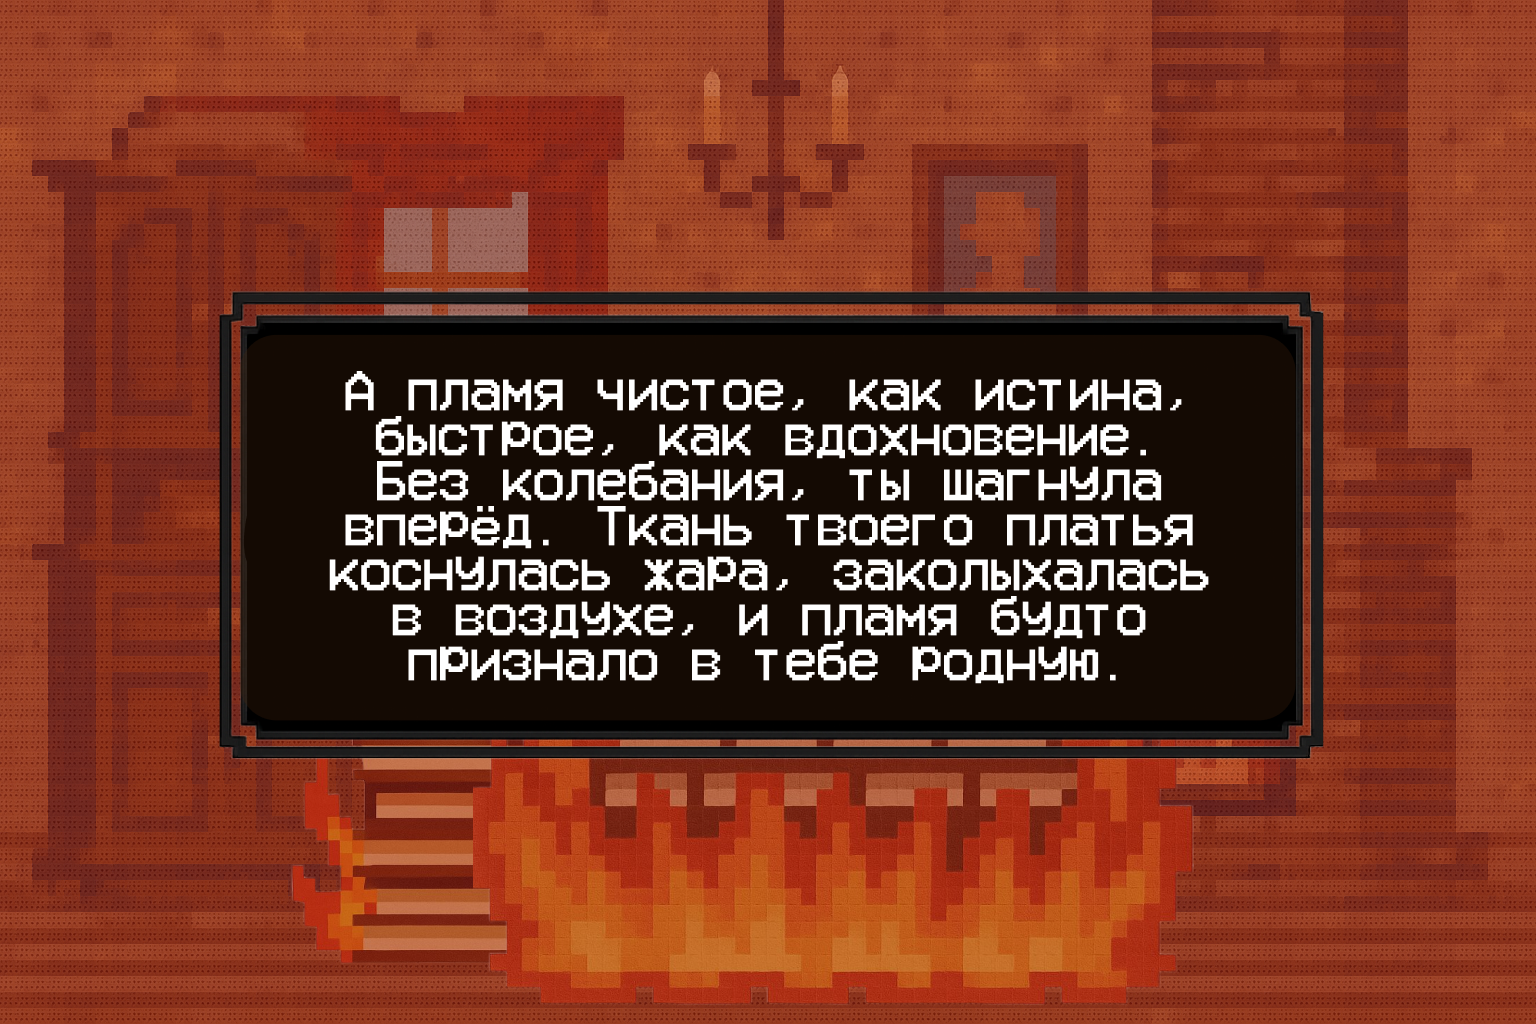 А пламя чистое, как истина,
быстрое, как вдохновение.
Без колебания, ты шагнула
вперёд. Ткань твоего платья
коснулась жара, заколыхалась
в воздухе, и пламя будто
признало в тебе родную.